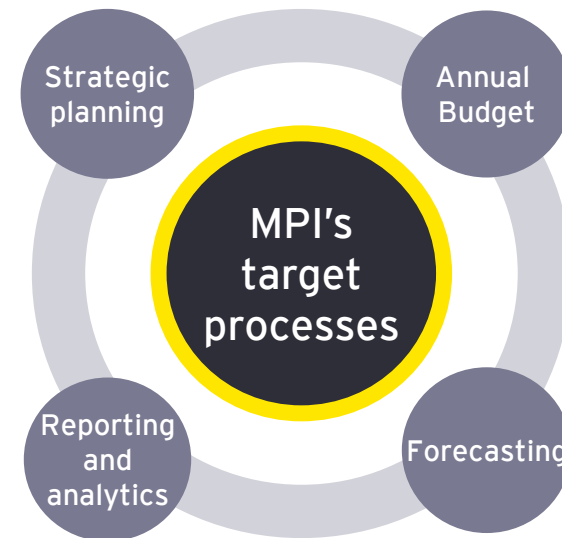 Strategic
planning
Annual
Budget
MPI's
target
processes
Reporting
and
analytics
Forecasting